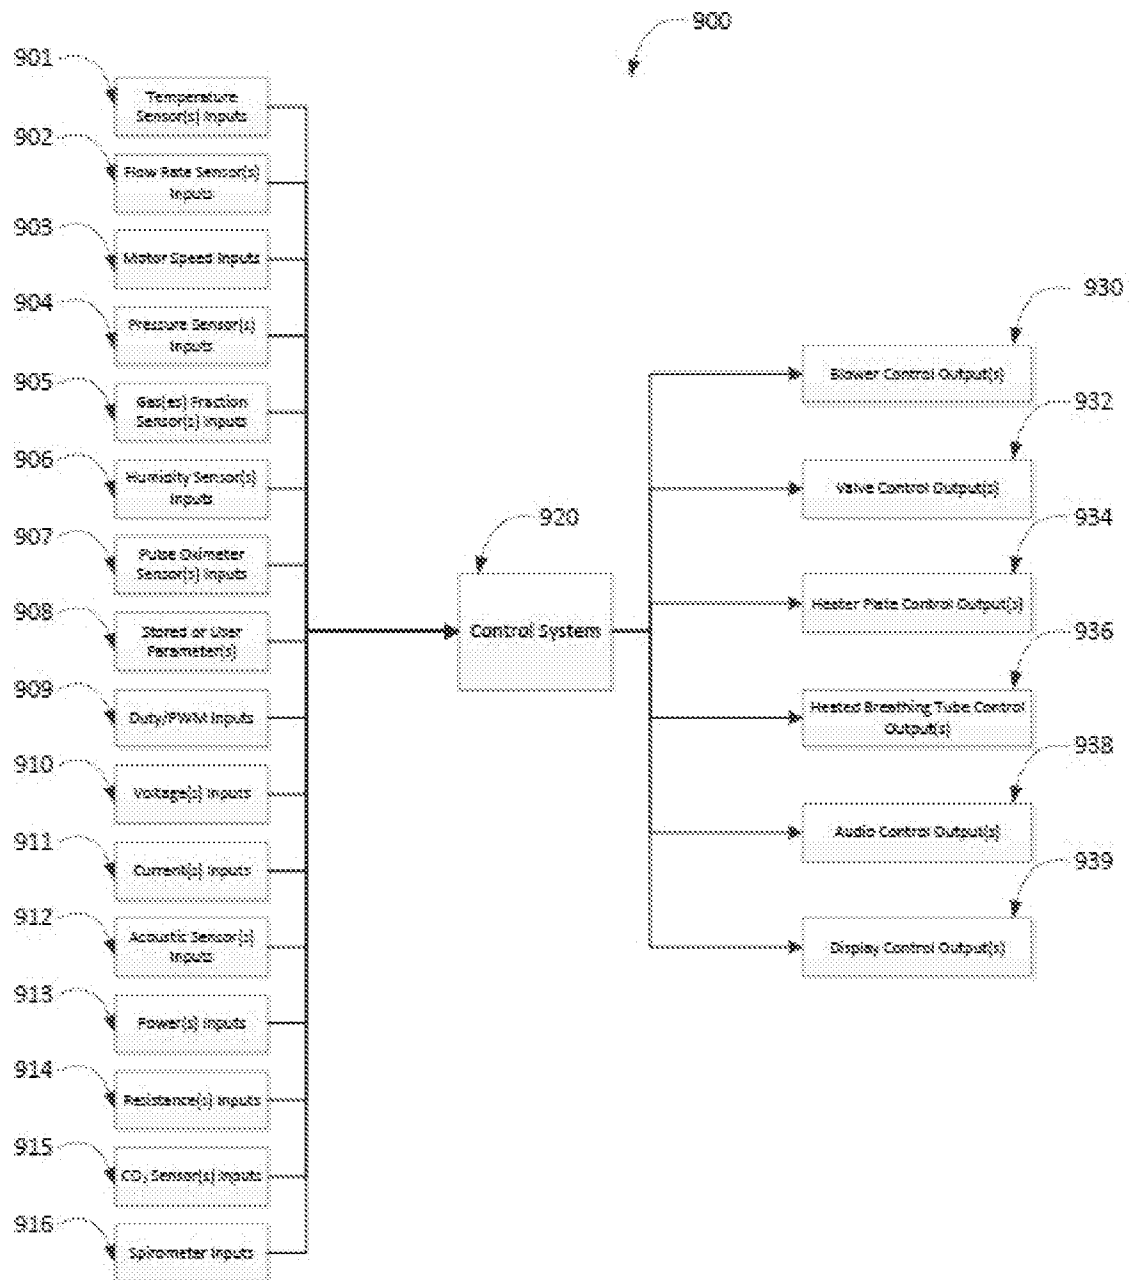 900
901
Temperature
Sensor(s) Inputs
902
Flow Rate Sensor(s)
Inputs
903
Motor Speed Inputs
904
Pressure Sensor(s)
Inputs
905
Gas(es) Fraction
Sensor(s) Inputs
906
Humidity Sensor(s)
Inputs
907
Pulse Oximeter
Sensor(s) Inputs
908
Stored or User
Parameter(s)
909
Duty/PWM Inputs
910
Voltage(s) Inputs
911
Current(s) Inputs
912
Acoustic Sensor(s)
Inputs
913
Power(s) Inputs
914
Resistance(s) Inputs
915
CO₂ Sensor(s) Inputs
916
Spirometer Inputs
920
Control System
930
Blower Control Output(s)
932
Valve Control Output(s)
934
Heater Plate Control Output(s)
936
Heated Breathing Tube Control
Output(s)
938
Audio Control Output(s)
939
Display Control Output(s)